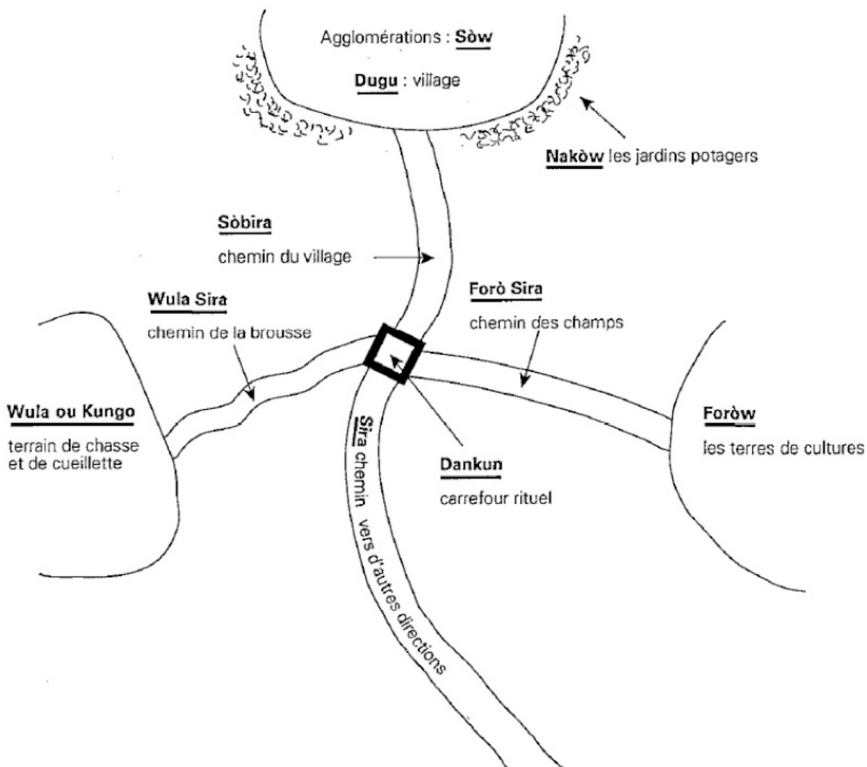 Agglomérations : Sòw
Dugu : village
Nakòw les jardins potagers
Sòbira
chemin du village
Wula Sira
chemin de la brousse
Forò Sira
chemin des champs
Wula ou Kungo
terrain de chasse
et de cueillette
Foròw
les terres de cultures
Dankun
carrefour rituel
Sira chemin vers d'autres directions